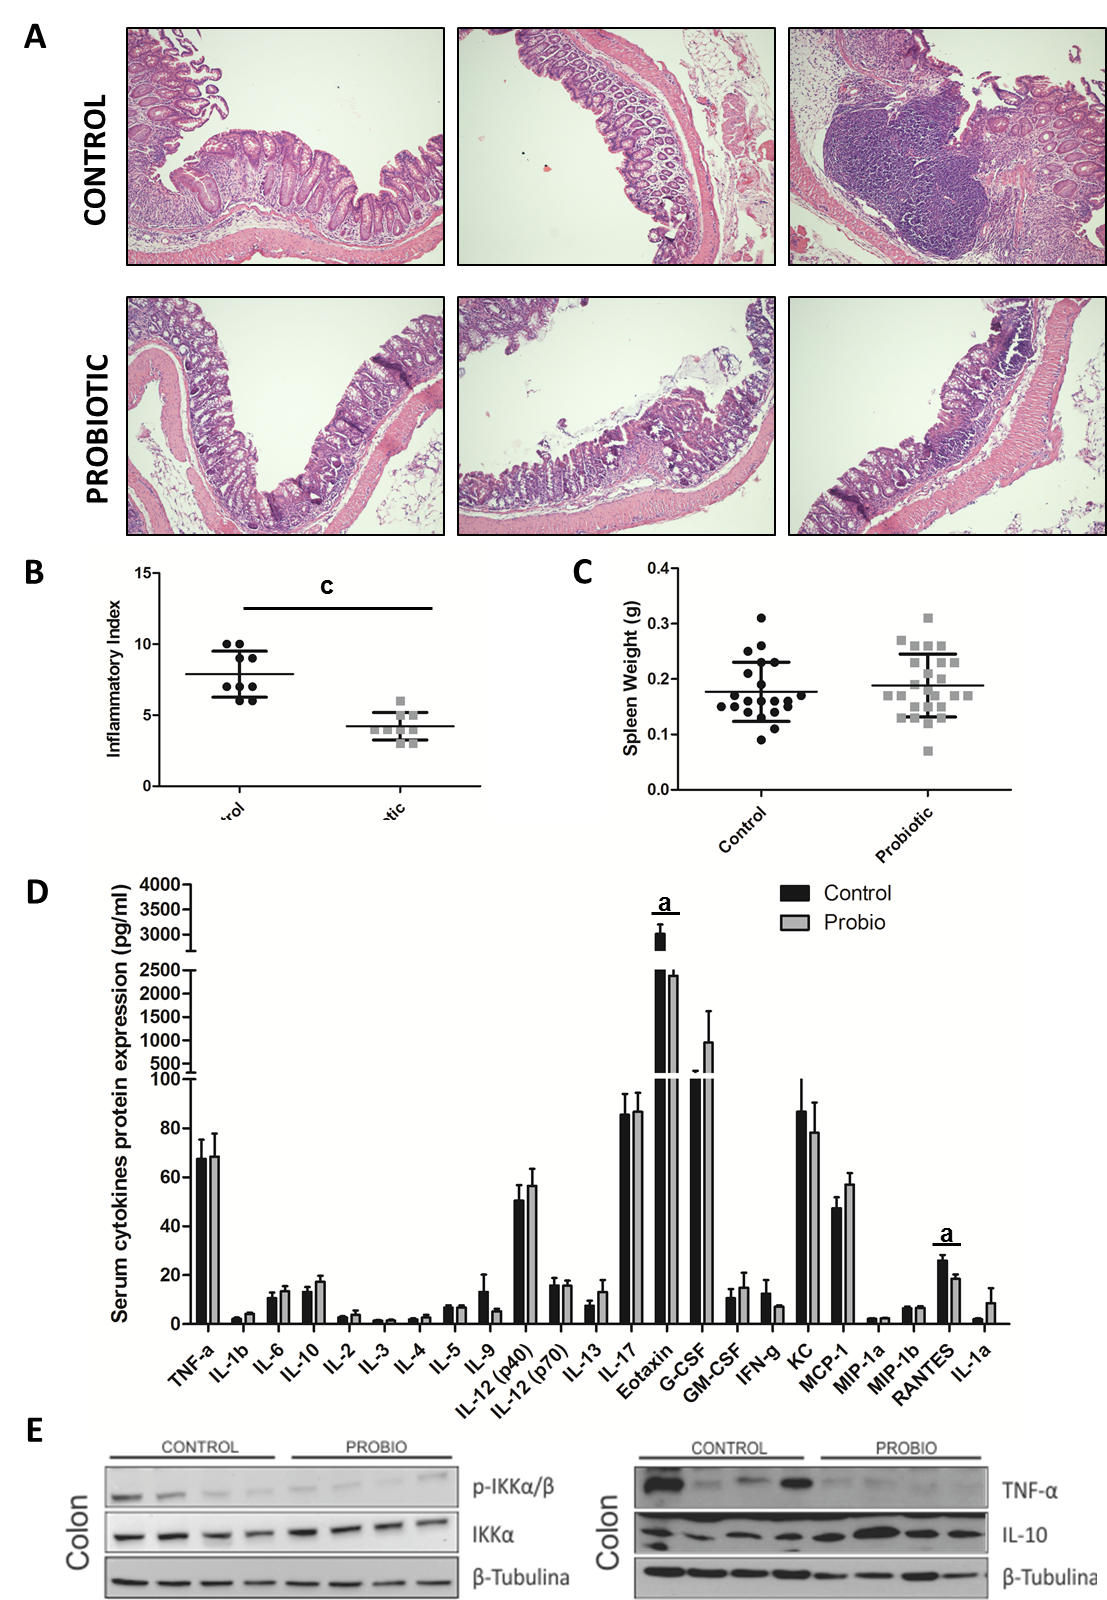 A
CONTROL
PROBIOTIC
B
15
10
5
0
Inflammatory Index
c
trol
otic
C
0.4
0.3
0.2
0.1
0.0
Spleen Weight (g)
Control
Probiotic
D
Serum cytokines protein expression (pg/ml)
4000
3500
3000
2500
2000
1500
1000
500
100
80
60
40
20
0
a
a
Control
Probio
TNF-a
IL-1b
IL-6
IL-10
IL-2
IL-3
IL-4
IL-5
IL-9
IL-12 (p40)
IL-12 (p70)
IL-13
IL-17
Eotaxin
G-CSF
GM-CSF
IFN-g
KC
MCP-1
MIP-1a
MIP-1b
RANTES
IL-1a
E
CONTROL PROBIO
Colon
p-IKKα/β
IKKα
β-Tubulina
CONTROL PROBIO
Colon
TNF-α
IL-10
β-Tubulina